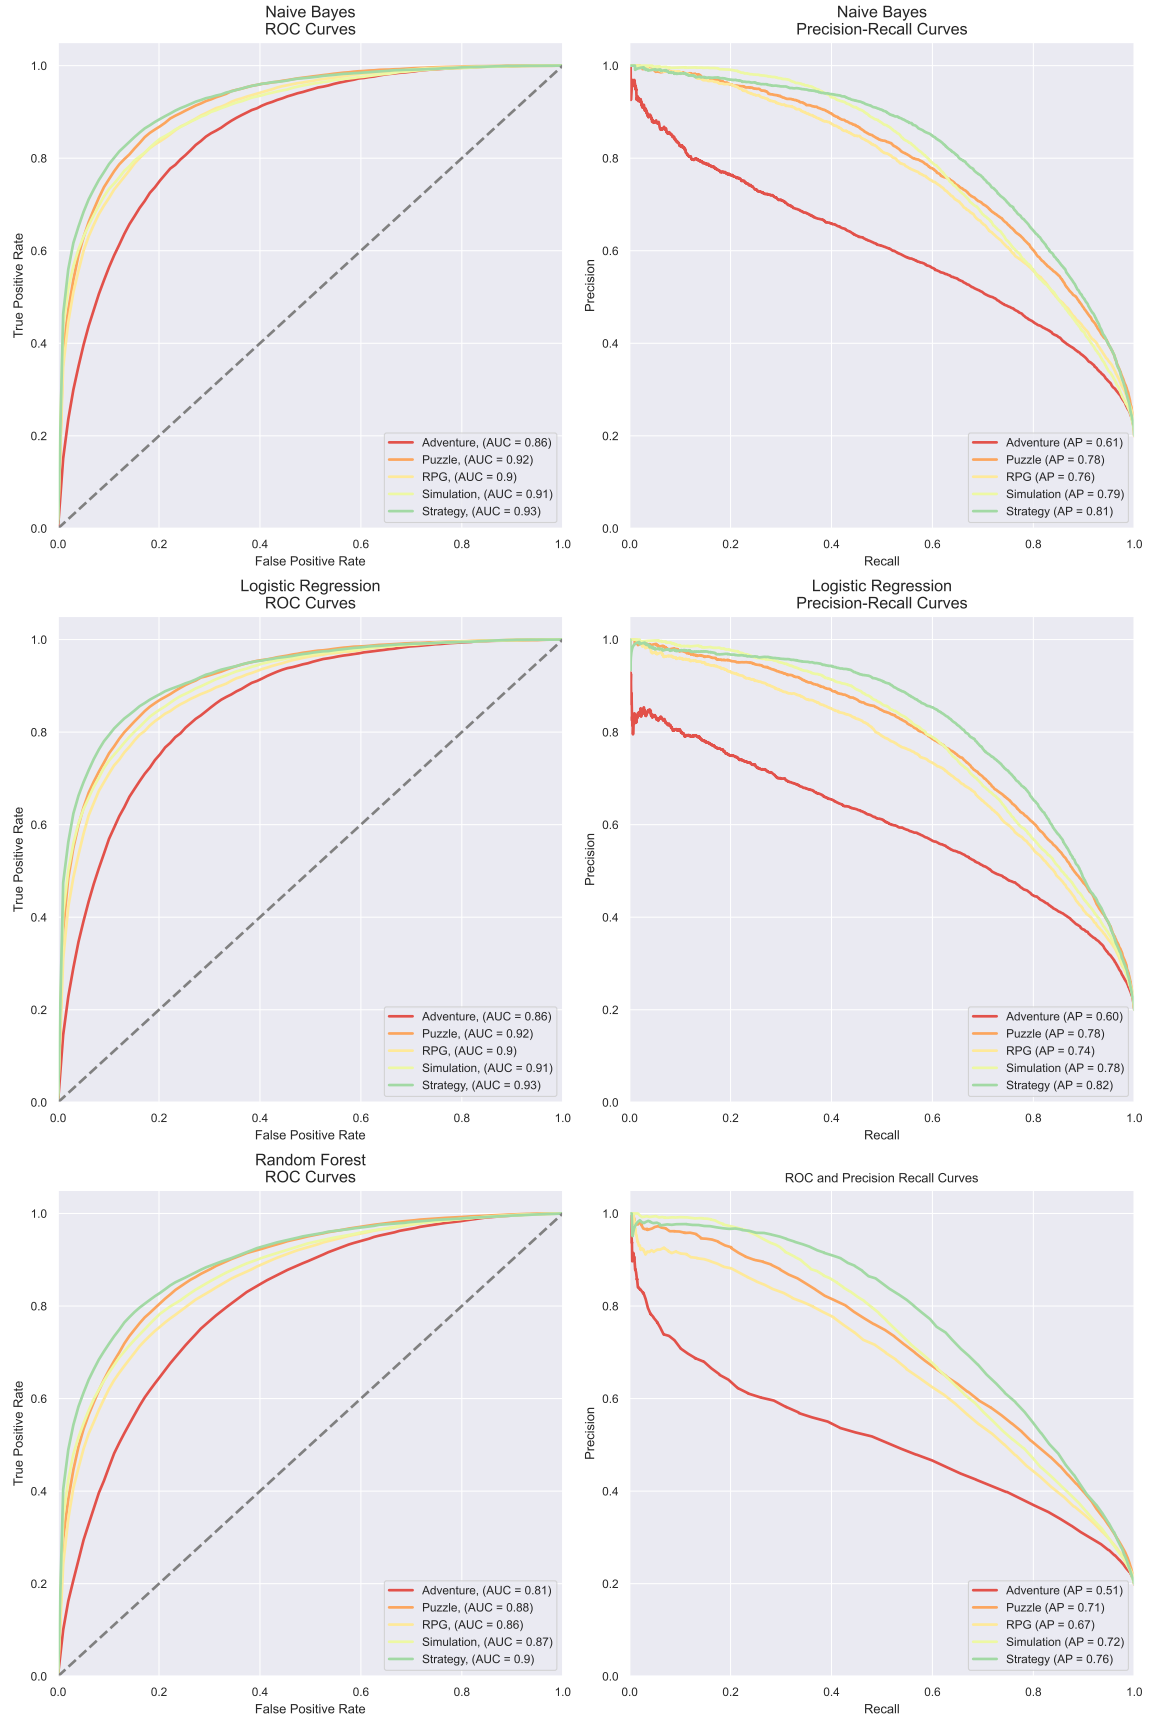 Naive Bayes
ROC Curves
True Positive Rate
1.0
0.8
0.6
0.4
0.2
0.0
Adventure, (AUC = 0.86)
Puzzle, (AUC = 0.92)
RPG, (AUC = 0.9)
Simulation, (AUC = 0.91)
Strategy, (AUC = 0.93)
0.0 0.2 0.4 0.6 0.8 1.0
False Positive Rate
Naive Bayes
Precision-Recall Curves
Precision
1.0
0.8
0.6
0.4
0.2
0.0
Adventure (AP = 0.61)
Puzzle (AP = 0.78)
RPG (AP = 0.76)
Simulation (AP = 0.79)
Strategy (AP = 0.81)
0.0 0.2 0.4 0.6 0.8 1.0
Recall
Logistic Regression
ROC Curves
True Positive Rate
1.0
0.8
0.6
0.4
0.2
0.0
Adventure, (AUC = 0.86)
Puzzle, (AUC = 0.92)
RPG, (AUC = 0.9)
Simulation, (AUC = 0.91)
Strategy, (AUC = 0.93)
0.0 0.2 0.4 0.6 0.8 1.0
False Positive Rate
Logistic Regression
Precision-Recall Curves
Precision
1.0
0.8
0.6
0.4
0.2
0.0
Adventure (AP = 0.60)
Puzzle (AP = 0.78)
RPG (AP = 0.74)
Simulation (AP = 0.78)
Strategy (AP = 0.82)
0.0 0.2 0.4 0.6 0.8 1.0
Recall
Random Forest
ROC Curves
True Positive Rate
1.0
0.8
0.6
0.4
0.2
0.0
Adventure, (AUC = 0.81)
Puzzle, (AUC = 0.88)
RPG, (AUC = 0.86)
Simulation, (AUC = 0.87)
Strategy, (AUC = 0.9)
0.0 0.2 0.4 0.6 0.8 1.0
False Positive Rate
ROC and Precision Recall Curves
Precision
1.0
0.8
0.6
0.4
0.2
0.0
Adventure (AP = 0.51)
Puzzle (AP = 0.71)
RPG (AP = 0.67)
Simulation (AP = 0.72)
Strategy (AP = 0.76)
0.0 0.2 0.4 0.6 0.8 1.0
Recall